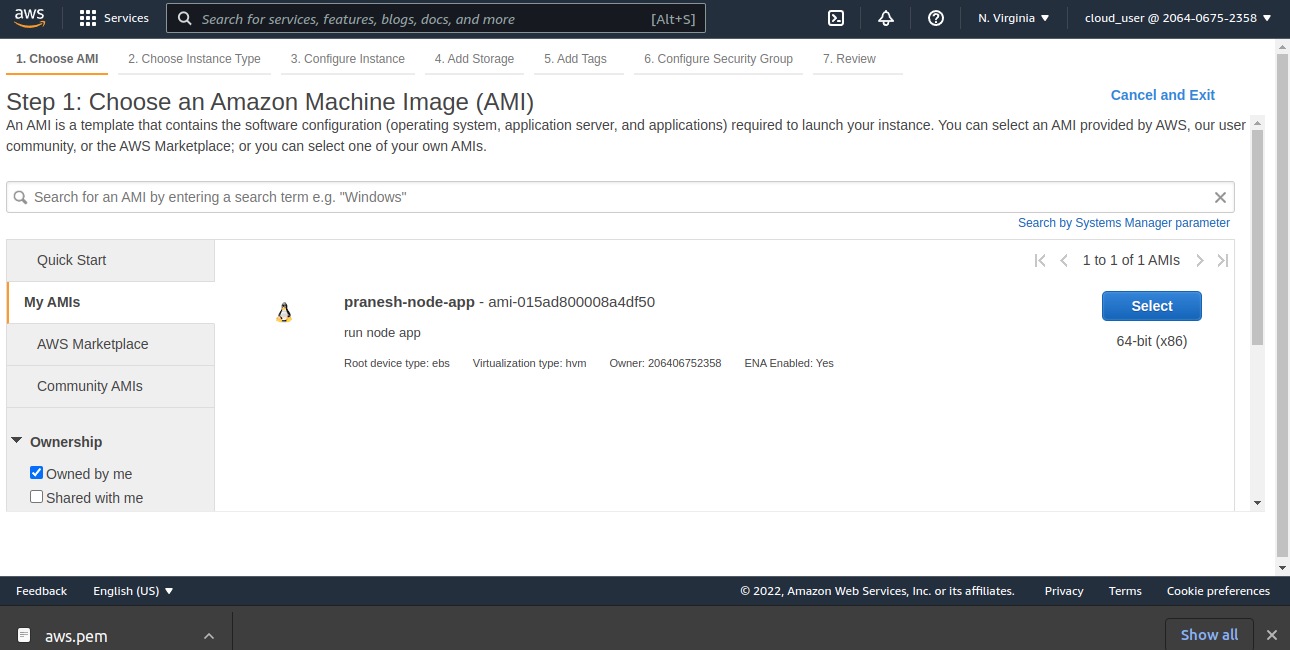 aws
Services
Search for services, features, blogs, docs, and more [Alt+S]
N. Virginia
cloud_user @ 2064-0675-2358
1. Choose AMI
2. Choose Instance Type
3. Configure Instance
4. Add Storage
5. Add Tags
6. Configure Security Group
7. Review
Step 1: Choose an Amazon Machine Image (AMI)
Cancel and Exit
An AMI is a template that contains the software configuration (operating system, application server, and applications) required to launch your instance. You can select an AMI provided by AWS, our user
community, or the AWS Marketplace; or you can select one of your own AMIs.
Search for an AMI by entering a search term e.g. "Windows"
Search by Systems Manager parameter
Quick Start
My AMIs
AWS Marketplace
Community AMIs
Ownership
Owned by me
Shared with me
1 to 1 of 1 AMIs
pranesh-node-app - ami-015ad800008a4df50
run node app
Root device type: ebs Virtualization type: hvm Owner: 206406752358 ENA Enabled: Yes
Select
64-bit (x86)
Feedback
English (US)
© 2022, Amazon Web Services, Inc. or its affiliates.
Privacy
Terms
Cookie preferences
aws.pem
Show all